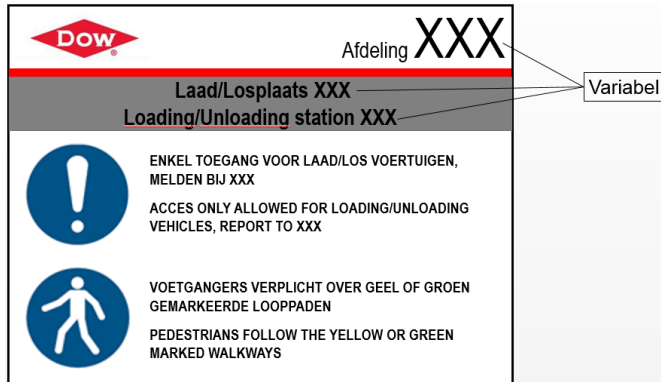 Dow
Afdeling XXX
Variabel
Laad/Losplaats XXX
Loading/Unloading station XXX
ENKEL TOEGANG VOOR LAAD/LOS VOERTUIGEN,
MELDEN BIJ XXX
ACCES ONLY ALLOWED FOR LOADING/UNLOADING
VEHICLES, REPORT TO XXX
VOETGANGERS VERPLICHT OVER GEEL OF GROEN
GEMARKEERDE LOOPPADEN
PEDESTRIANS FOLLOW THE YELLOW OR GREEN
MARKED WALKWAYS